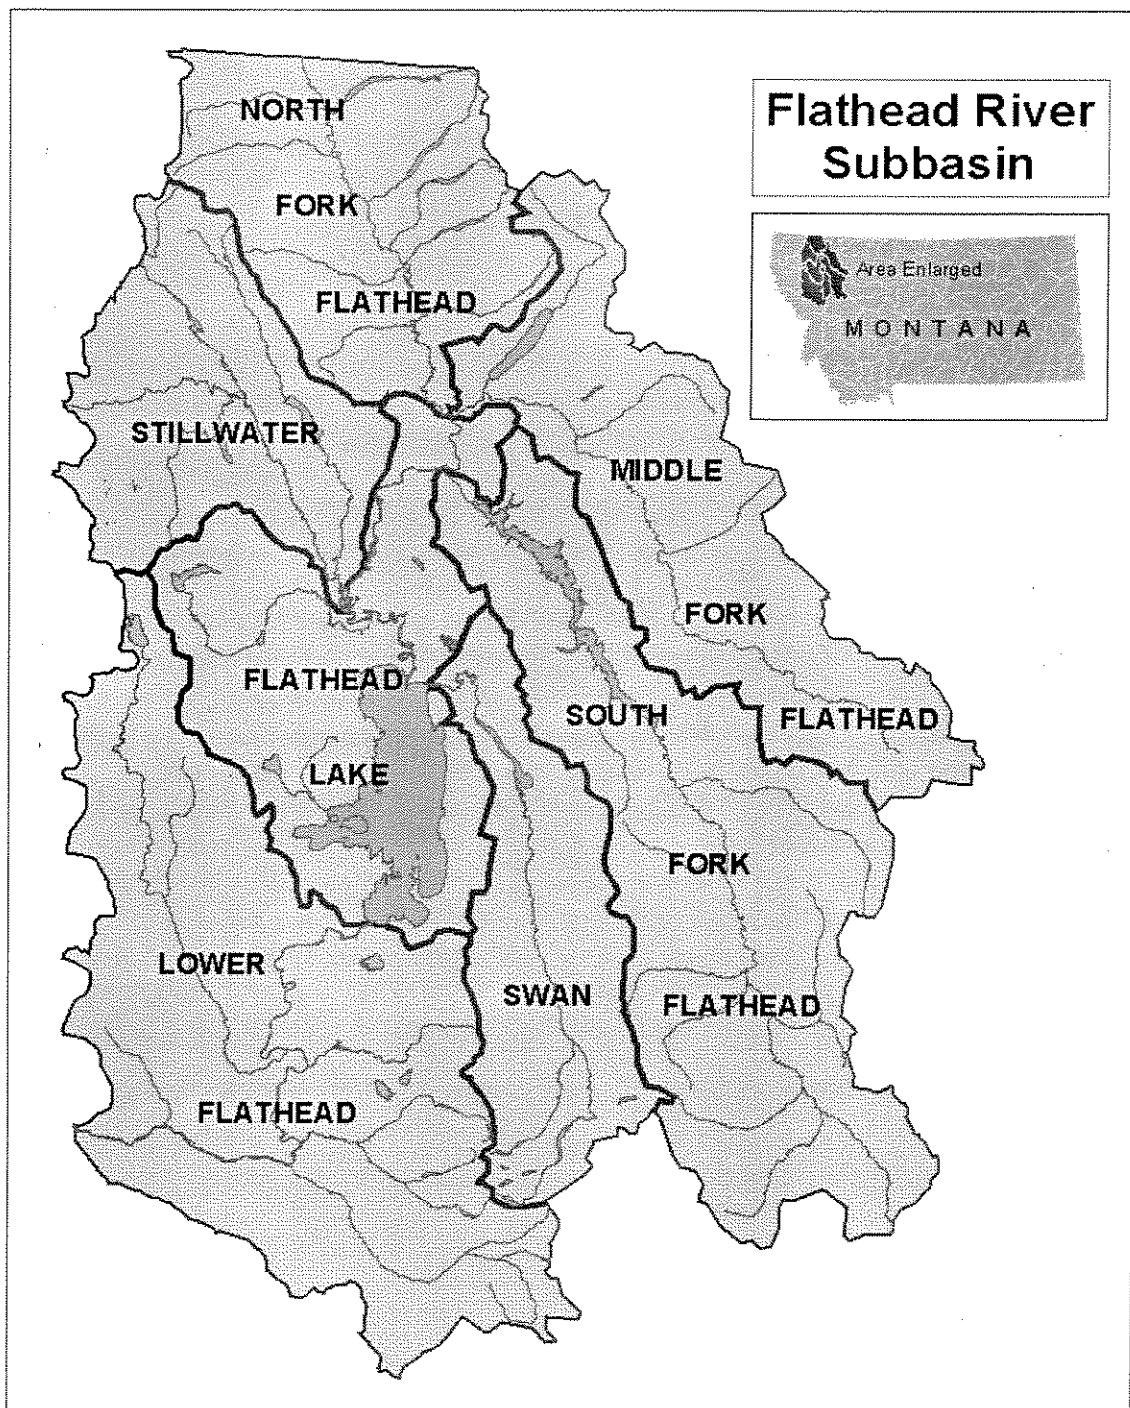 Flathead River
Subbasin
Area Enlarged
MONTANA
NORTH
FORK
FLATHEAD
STILLWATER
MIDDLE
FORK
FLATHEAD
FLATHEAD
LAKE
SOUTH
FORK
FLATHEAD
SWAN
LOWER
FLATHEAD